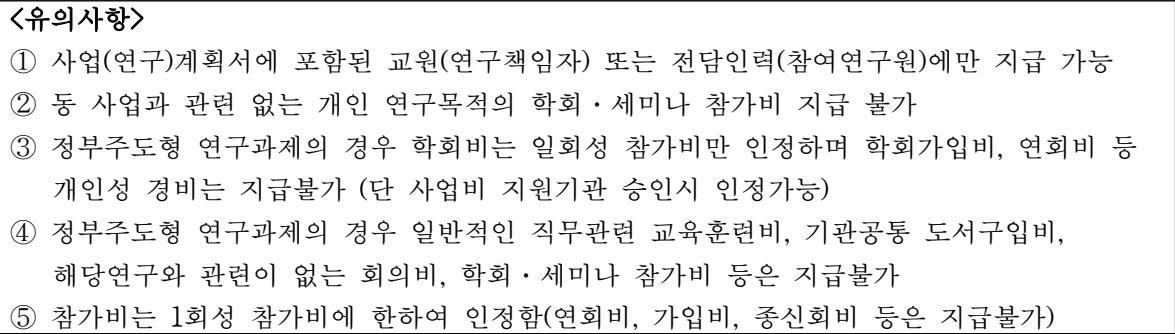 <유의사항>
① 사업(연구)계획서에 포함된 교원(연구책임자) 또는 전담인력(참여연구원)에만 지급 가능
② 동 사업과 관련 없는 개인 연구목적의 학회・세미나 참가비 지급 불가
③ 정부주도형 연구과제의 경우 학회비는 일회성 참가비만 인정하며 학회가입비, 연회비 등
개인성 경비는 지급불가 (단 사업비 지원기관 승인시 인정가능)
④ 정부주도형 연구과제의 경우 일반적인 직무관련 교육훈련비, 기관공통 도서구입비,
해당연구와 관련이 없는 회의비, 학회・세미나 참가비 등은 지급불가
⑤ 참가비는 1회성 참가비에 한하여 인정함(연회비, 가입비, 종신회비 등은 지급불가)